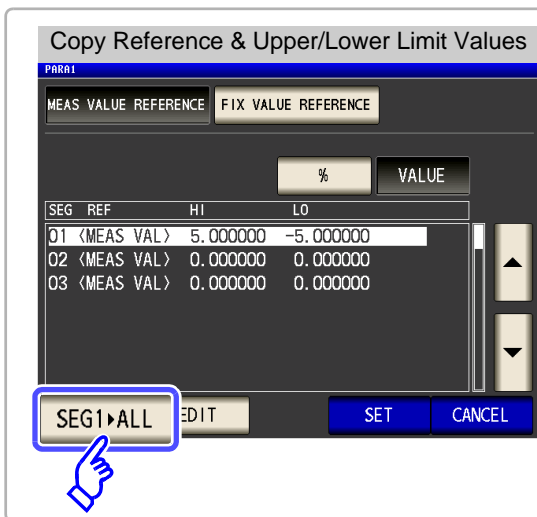 Copy Reference & Upper/Lower Limit Values
PARA1
MEAS VALUE REFERENCE FIX VALUE REFERENCE
% VALUE
SEG REF HI LO
01 〈MEAS VAL〉 5.000000 -5.000000
02 〈MEAS VAL〉 0.000000 0.000000
03 〈MEAS VAL〉 0.000000 0.000000
SEG1▸ALL EDIT SET CANCEL